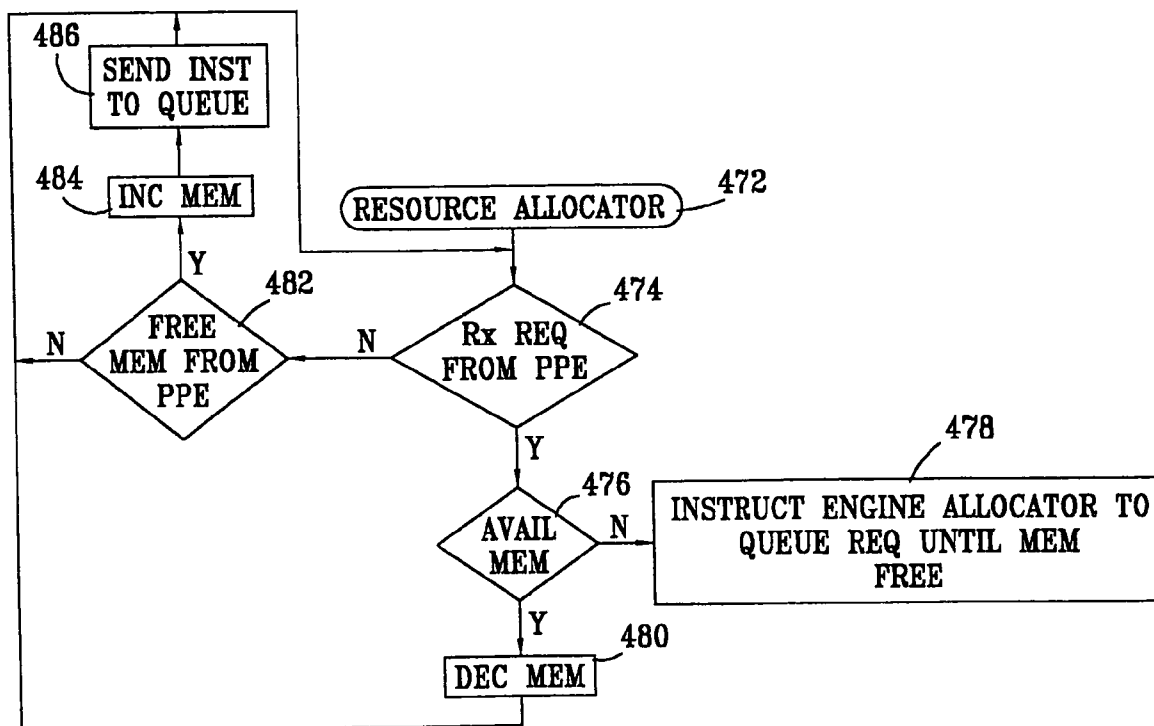 486
SEND INST
TO QUEUE
484
INC MEM
RESOURCE ALLOCATOR
472
Y
482
474
N
FREE
MEM FROM
PPE
N
Rx REQ
FROM PPE
Y
478
476
AVAIL
MEM
N
INSTRUCT ENGINE ALLOCATOR TO
QUEUE REQ UNTIL MEM
FREE
Y
480
DEC MEM